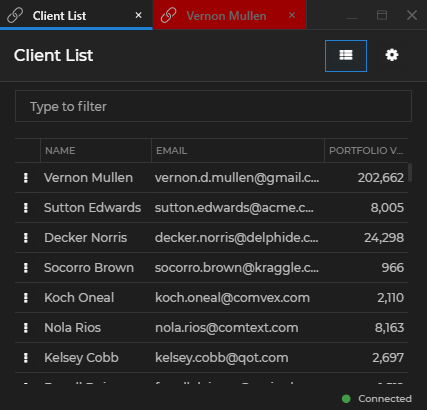 Client List × Vernon Mullen ×
Client List
Type to filter
NAME EMAIL PORTFOLIO V...
Vernon Mullen vernon.d.mullen@gmail.c... 202,662
Sutton Edwards sutton.edwards@acme.c... 8,005
Decker Norris decker.norris@delphide.c... 24,298
Socorro Brown socorro.brown@kraggle.c... 966
Koch Oneal koch.oneal@comvex.com 2,110
Nola Rios nola.rios@comtext.com 8,163
Kelsey Cobb kelsey.cobb@qot.com 2,697
Connected